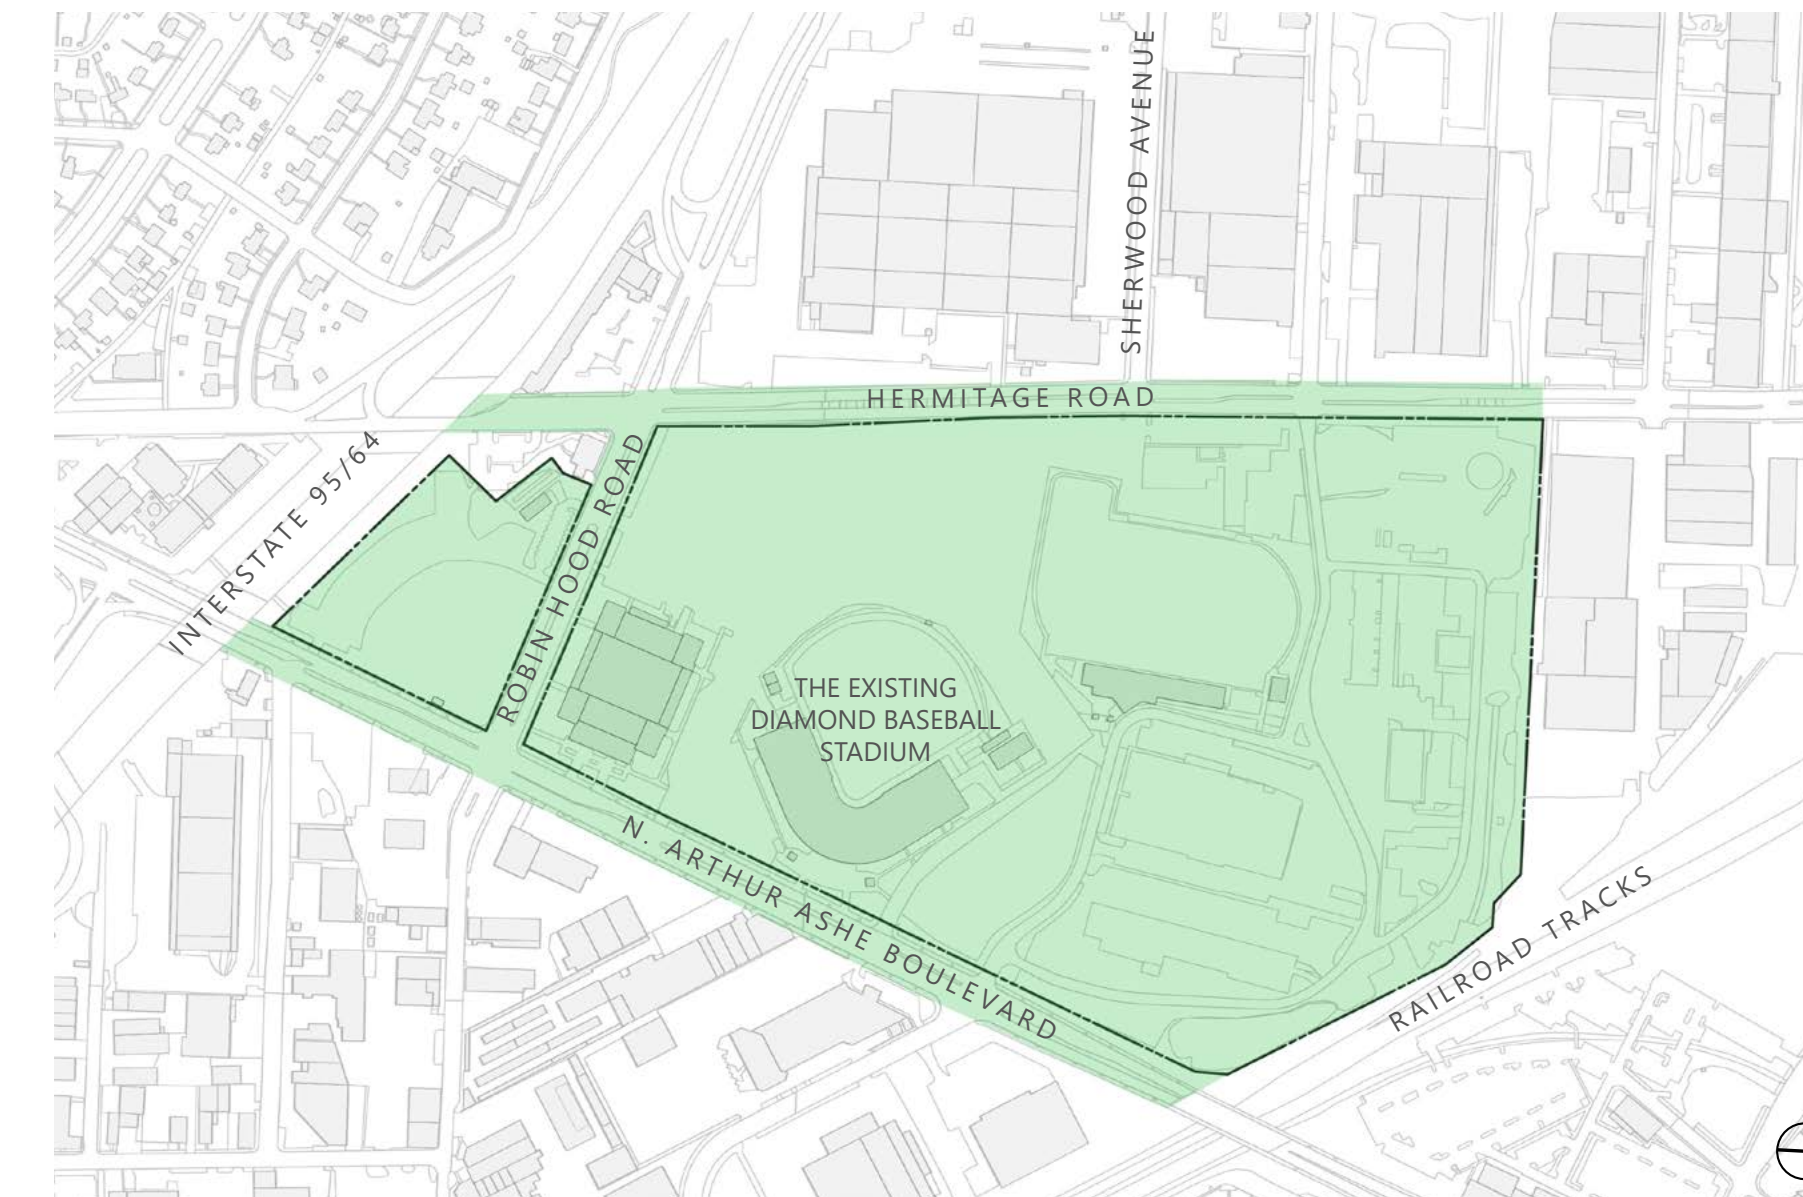 SHERWOOD AVENUE
HERMITAGE ROAD
INTERSTATE 95/64
ROBIN HOOD ROAD
THE EXISTING
DIAMOND BASEBALL
STADIUM
N. ARTHUR ASHE BOULEVARD
RAILROAD TRACKS